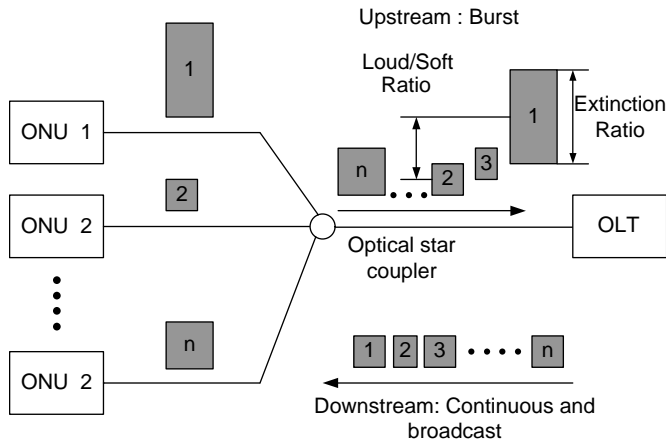 Upstream : Burst
Loud/Soft
Ratio
Extinction
Ratio
1
1
ONU 1
3
n
2
2
ONU 2
OLT
Optical star
coupler
n
1 2 3 n
ONU 2
Downstream: Continuous and
broadcast